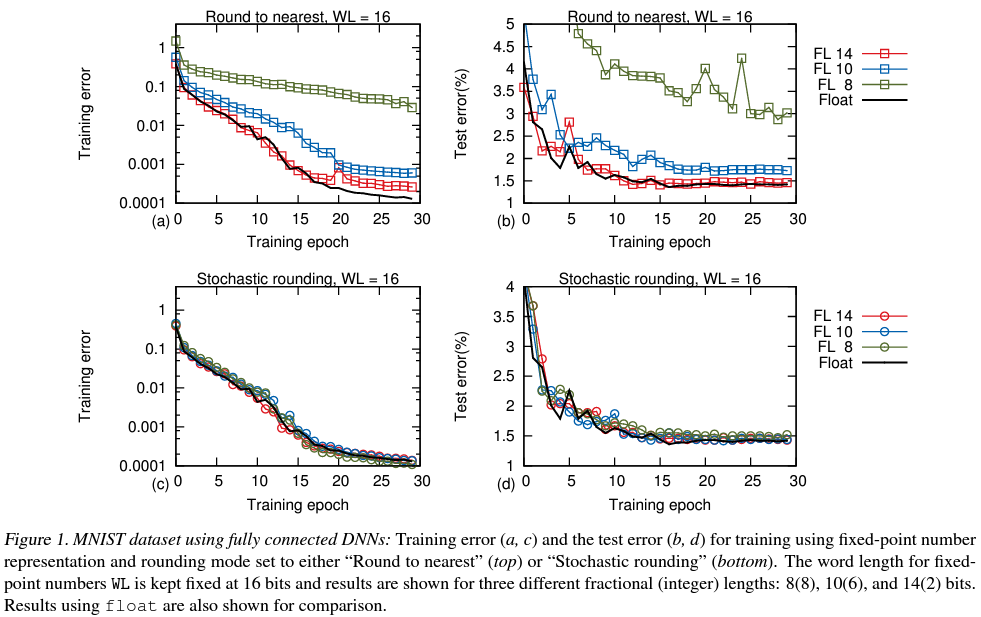 Round to nearest, WL = 16
Training error
1
0.1
0.01
0.001
0.0001
0 5 10 15 20 25 30
(a)
Training epoch
Round to nearest, WL = 16
Test error(%)
5
4.5
4
3.5
3
2.5
2
1.5
1
0 5 10 15 20 25 30
(b)
Training epoch
FL 14
FL 10
FL 8
Float
Stochastic rounding, WL = 16
Training error
1
0.1
0.01
0.001
0.0001
0 5 10 15 20 25 30
(c)
Training epoch
Stochastic rounding, WL = 16
Test error(%)
4
3.5
3
2.5
2
1.5
1
0 5 10 15 20 25 30
(d)
Training epoch
FL 14
FL 10
FL 8
Float
Figure 1. MNIST dataset using fully connected DNNs: Training error (a, c) and the test error (b, d) for training using fixed-point number
representation and rounding mode set to either “Round to nearest” (top) or “Stochastic rounding” (bottom). The word length for fixed-
point numbers WL is kept fixed at 16 bits and results are shown for three different fractional (integer) lengths: 8(8), 10(6), and 14(2) bits.
Results using float are also shown for comparison.